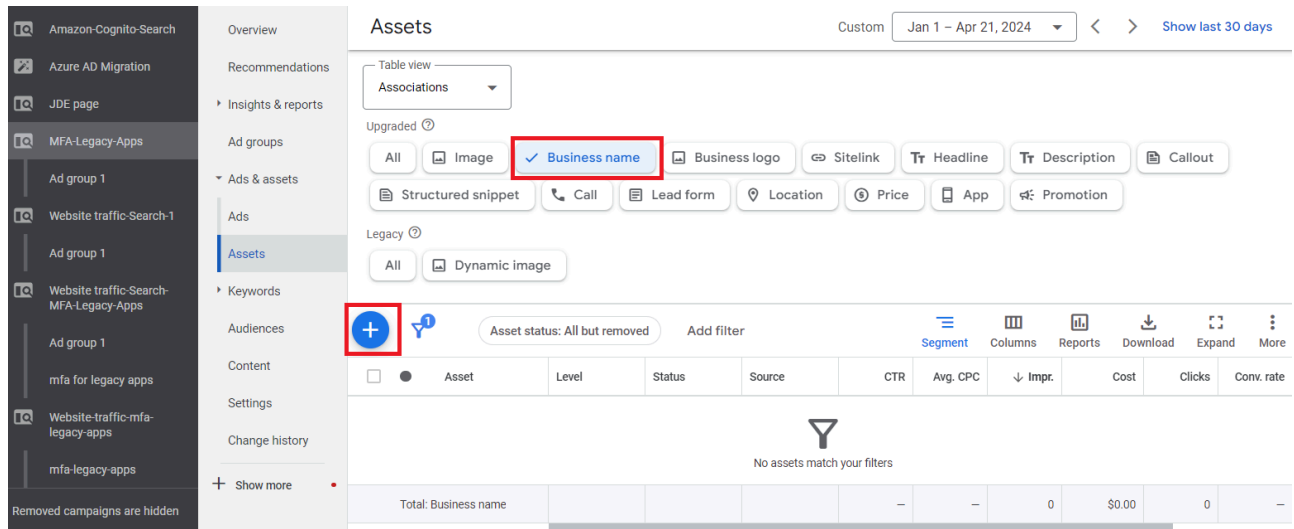 Amazon-Cognito-Search
Azure AD Migration
JDE page
MFA-Legacy-Apps
Ad group 1
Website traffic-Search-1
Ad group 1
Website traffic-Search-
MFA-Legacy-Apps
Ad group 1
mfa for legacy apps
Website-traffic-mfa-
legacy-apps
mfa-legacy-apps
Removed campaigns are hidden
Overview
Recommendations
Insights & reports
Ad groups
Ads & assets
Ads
Assets
Keywords
Audiences
Content
Settings
Change history
Show more
Assets
Custom Jan 1 – Apr 21, 2024 Show last 30 days
Table view
Associations
Upgraded
All Image Business name Business logo Sitelink Headline Description Callout
Structured snippet Call Lead form Location Price App Promotion
Legacy
All Dynamic image
1 Asset status: All but removed Add filter Segment Columns Reports Download Expand More
Asset Level Status Source CTR Avg. CPC Impr. Cost Clicks Conv. rate
No assets match your filters
Total: Business name – – 0 $0.00 0 –